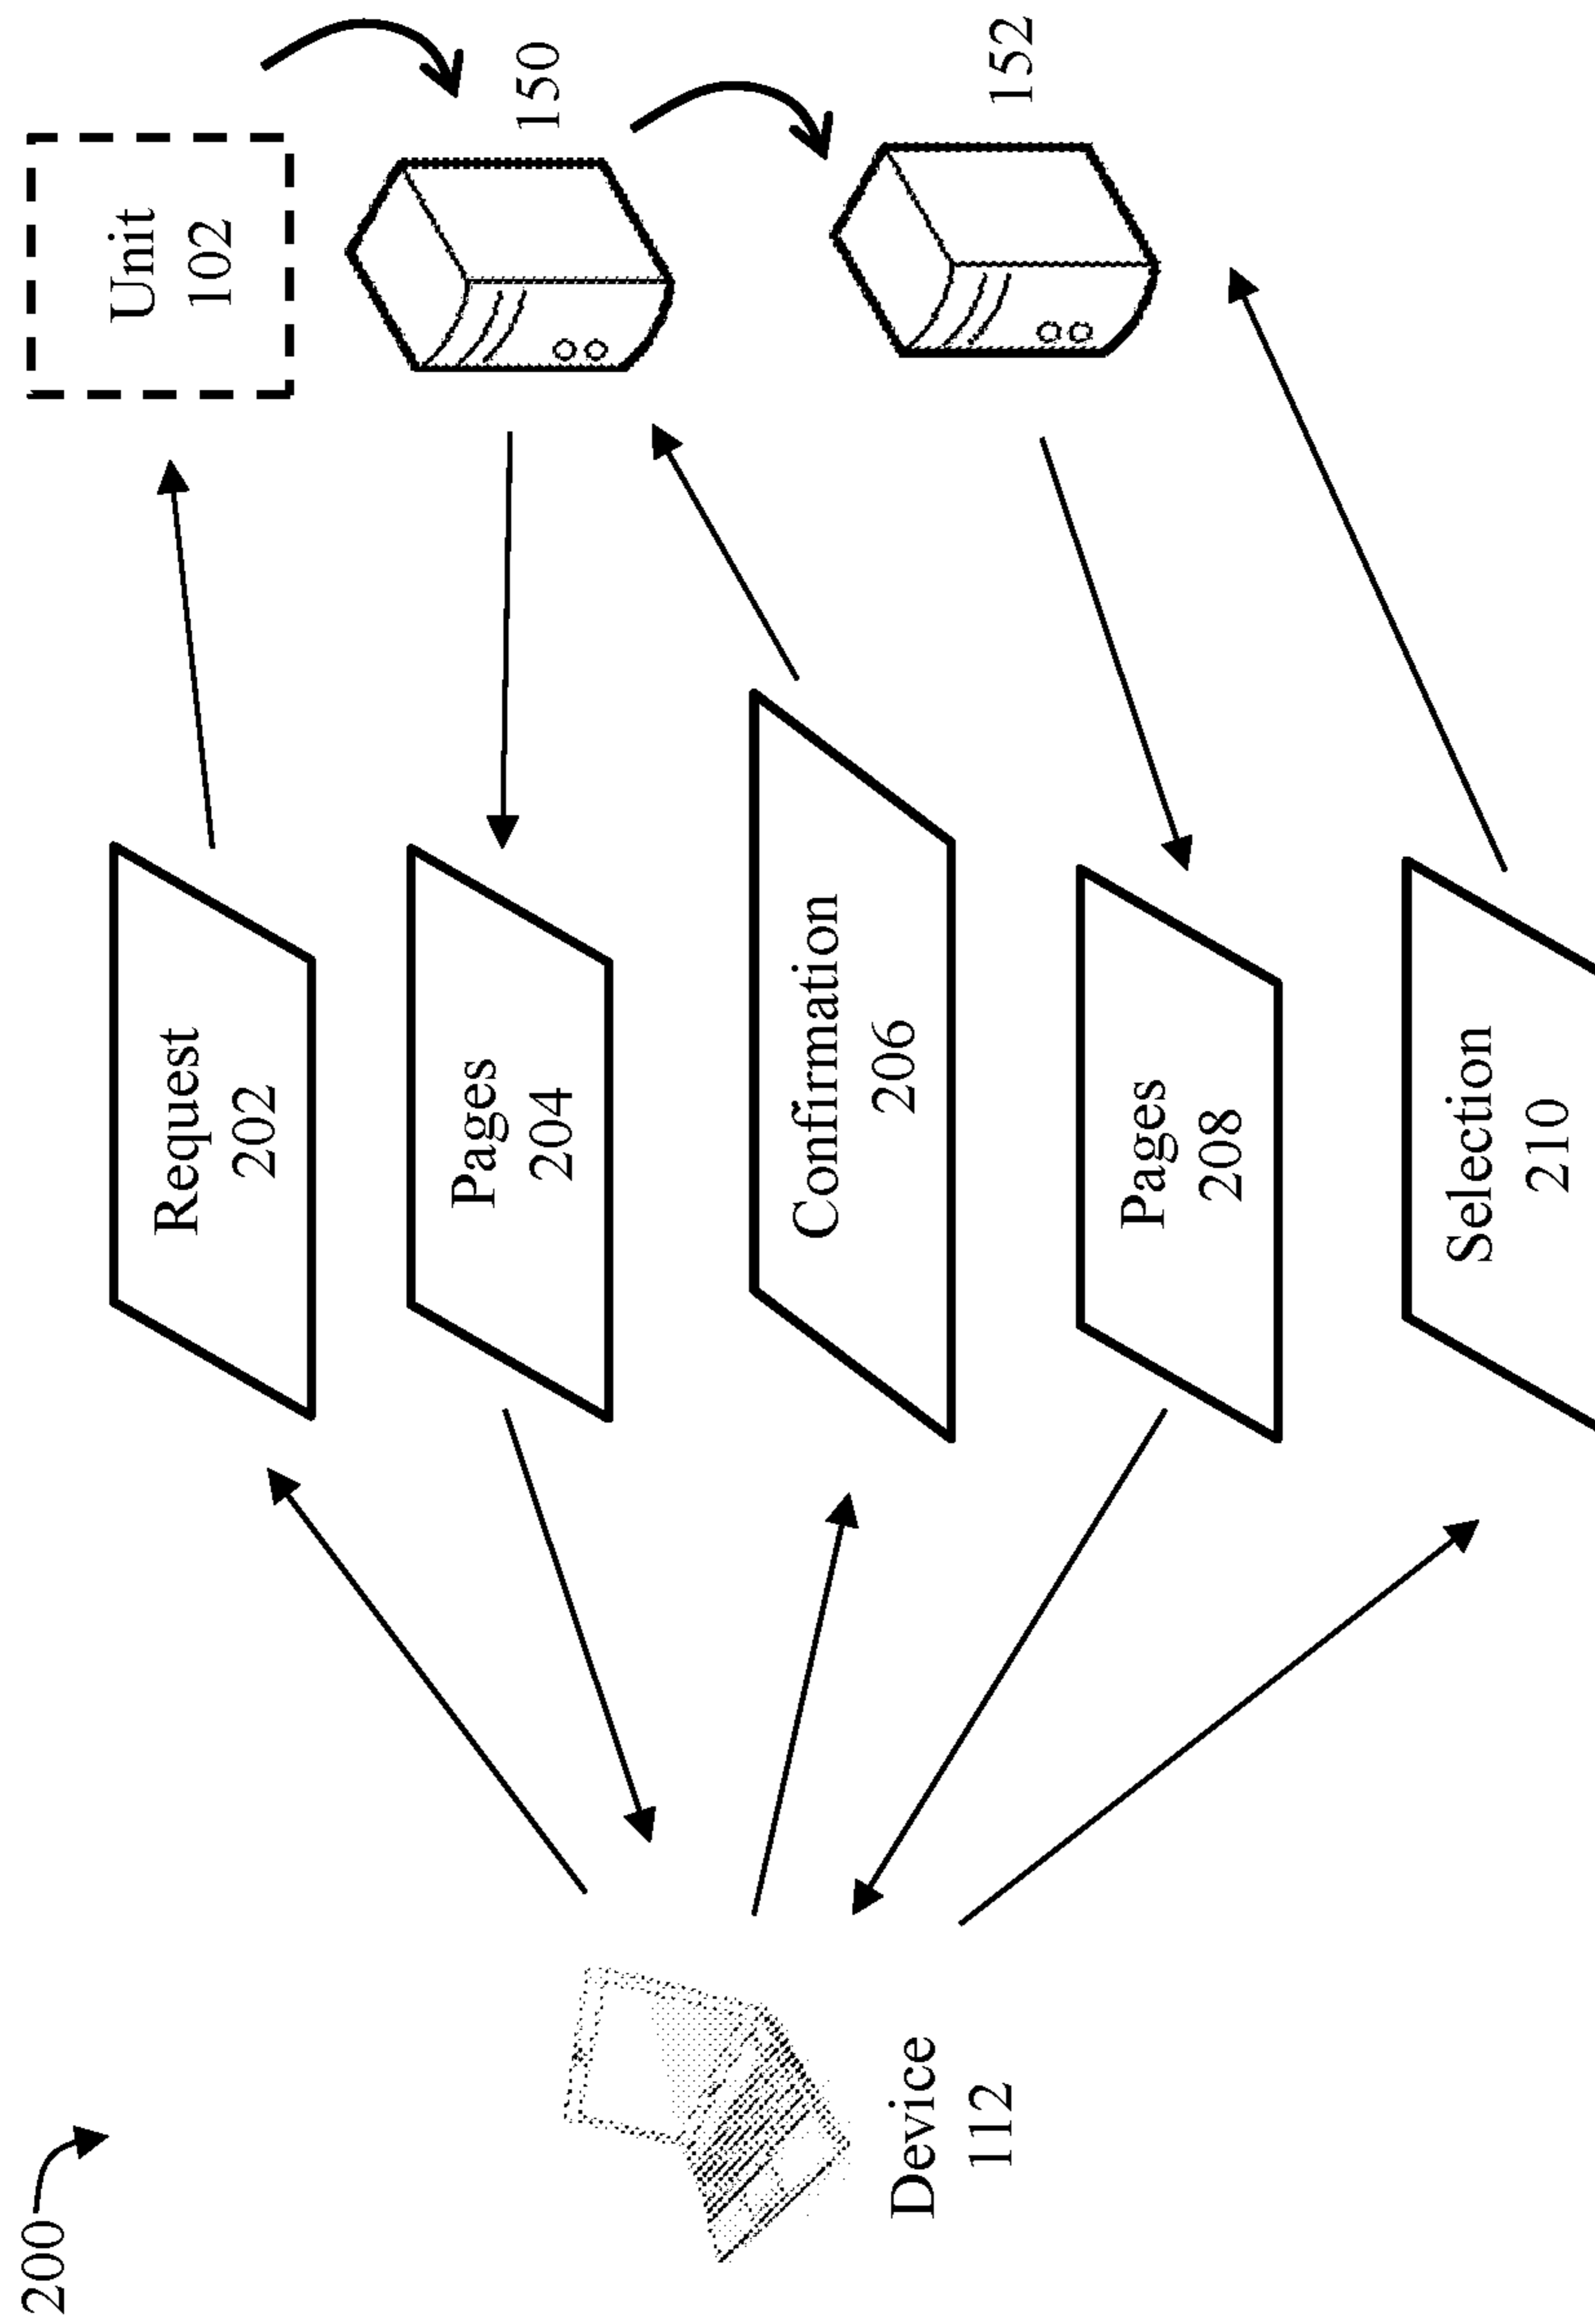 200
Request
202
Unit
102
Pages
204
150
Confirmation
206
Device
112
Pages
208
152
Selection
210